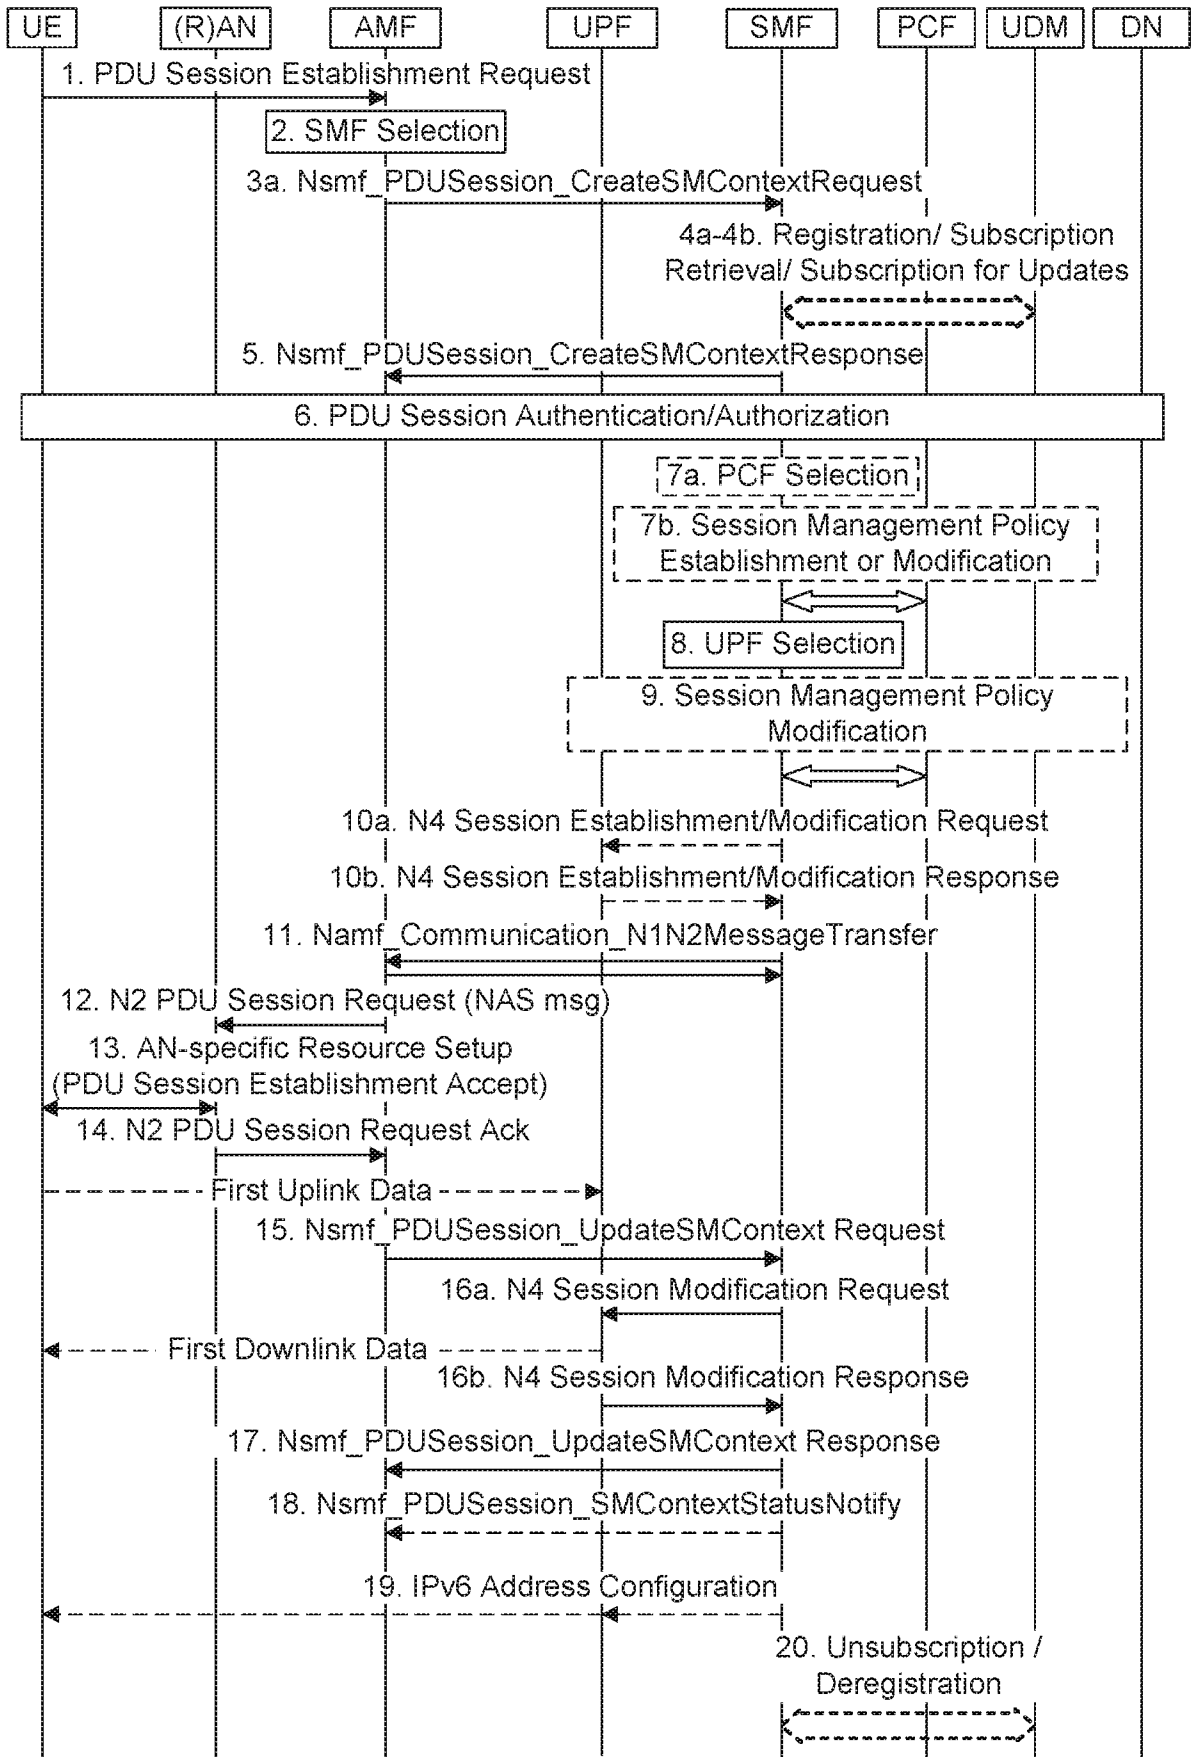 UE (R)AN AMF UPF SMF PCF UDM DN
1. PDU Session Establishment Request
2. SMF Selection
3a. Nsmf_PDUSession_CreateSMContextRequest
4a-4b. Registration/ Subscription
Retrieval/ Subscription for Updates
5. Nsmf_PDUSession_CreateSMContextResponse
6. PDU Session Authentication/Authorization
7a. PCF Selection
7b. Session Management Policy
Establishment or Modification
8. UPF Selection
9. Session Management Policy
Modification
10a. N4 Session Establishment/Modification Request
10b. N4 Session Establishment/Modification Response
11. Namf_Communication_N1N2MessageTransfer
12. N2 PDU Session Request (NAS msg)
13. AN-specific Resource Setup
(PDU Session Establishment Accept)
14. N2 PDU Session Request Ack
First Uplink Data
15. Nsmf_PDUSession_UpdateSMContext Request
16a. N4 Session Modification Request
First Downlink Data
16b. N4 Session Modification Response
17. Nsmf_PDUSession_UpdateSMContext Response
18. Nsmf_PDUSession_SMContextStatusNotify
19. IPv6 Address Configuration
20. Unsubscription /
Deregistration